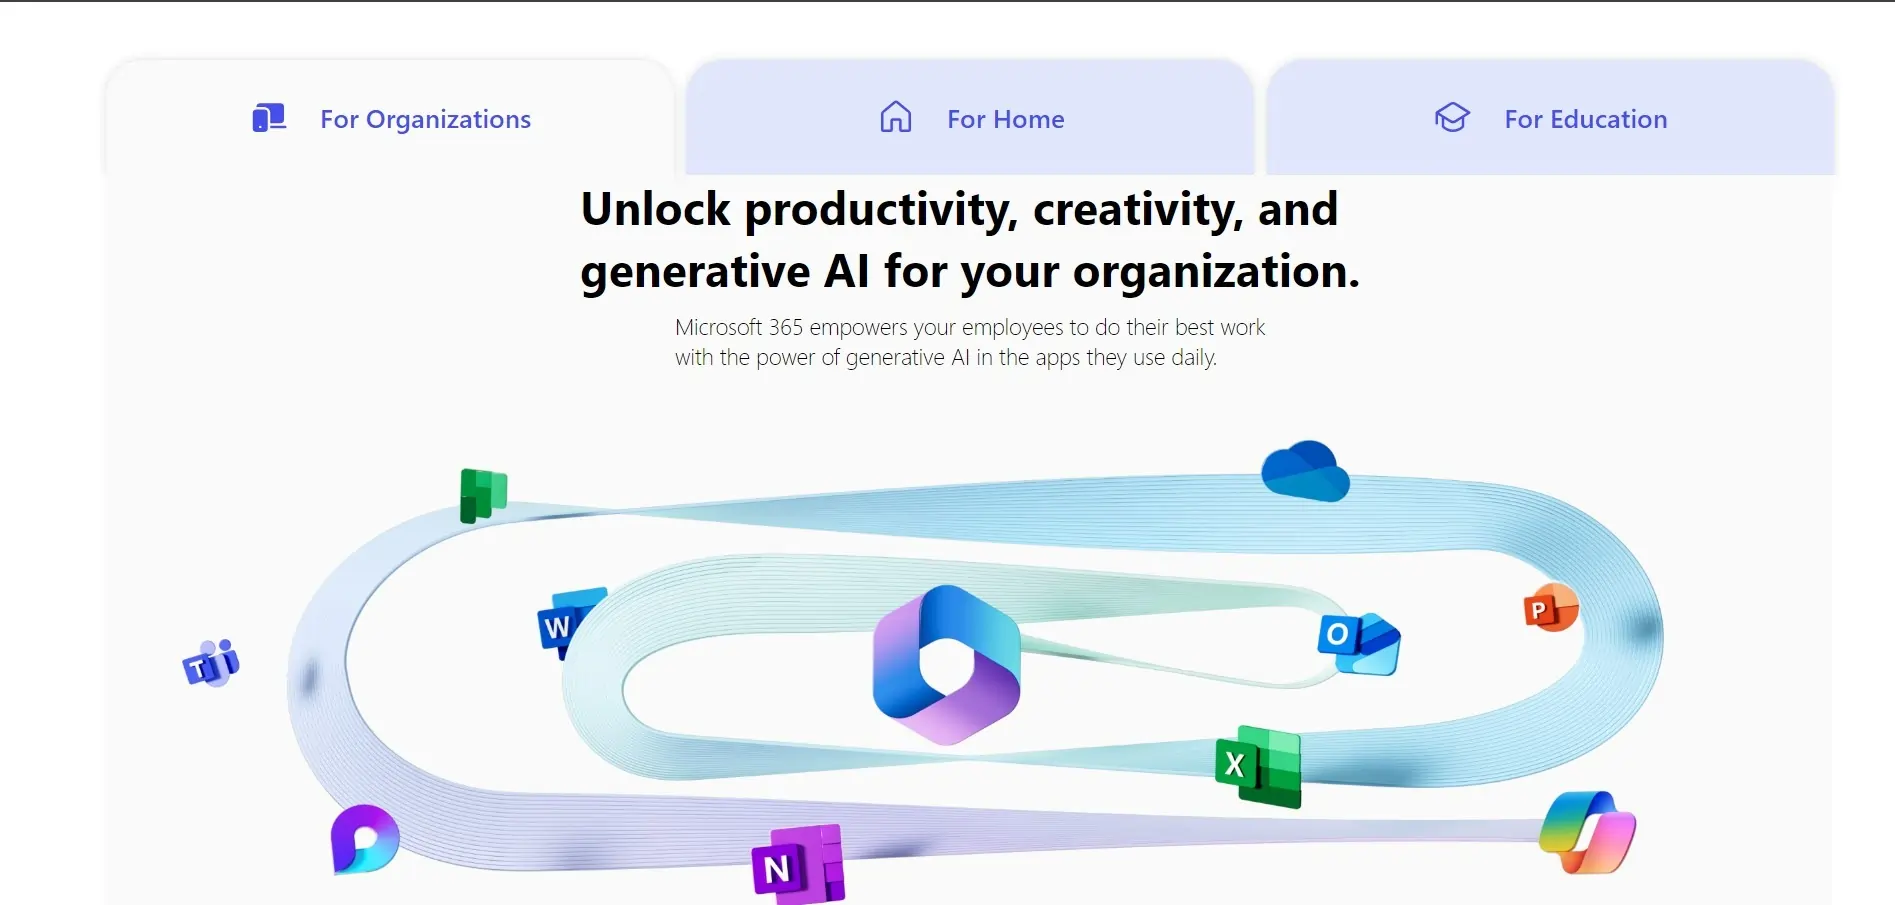 For Organizations
For Home
For Education
Unlock productivity, creativity, and
generative AI for your organization.
Microsoft 365 empowers your employees to do their best work
with the power of generative AI in the apps they use daily.
W
T
O
P
X
N